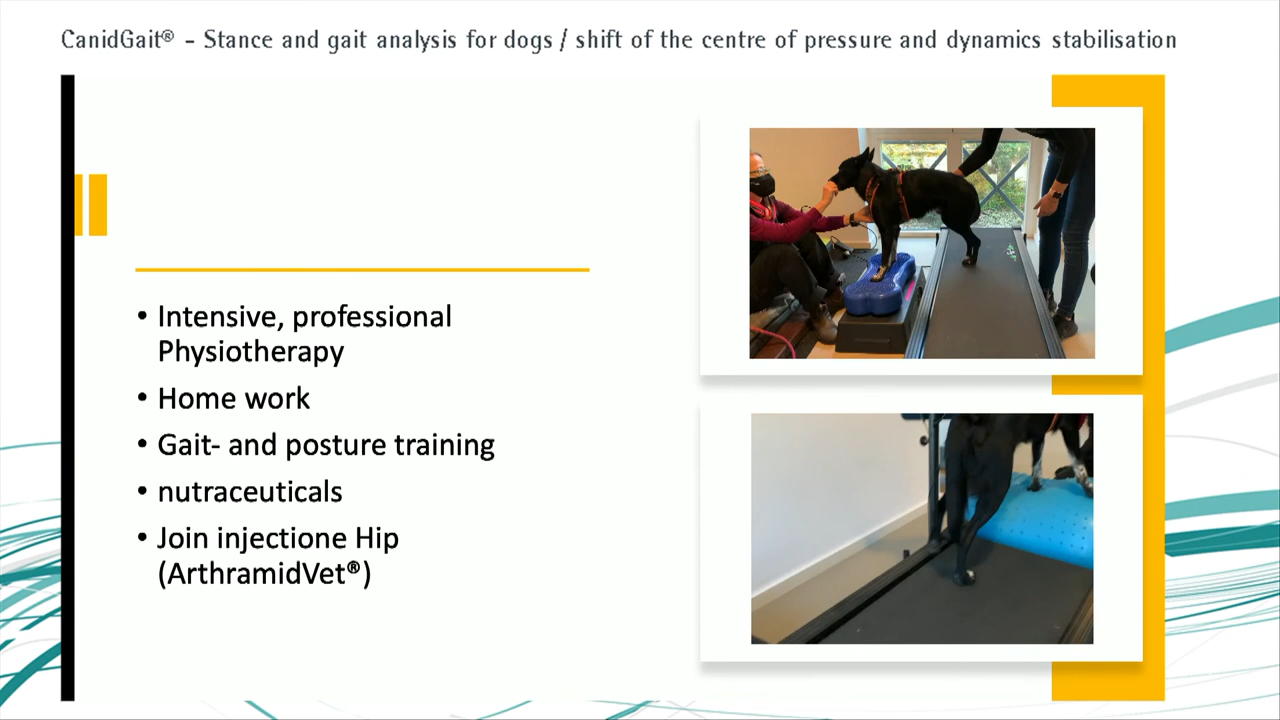 CanidGait® - Stance and gait analysis for dogs / shift of the centre of pressure and dynamics stabilisation
• Intensive, professional
Physiotherapy
• Home work
• Gait- and posture training
• nutraceuticals
• Join injectione Hip
(ArthramidVet®)